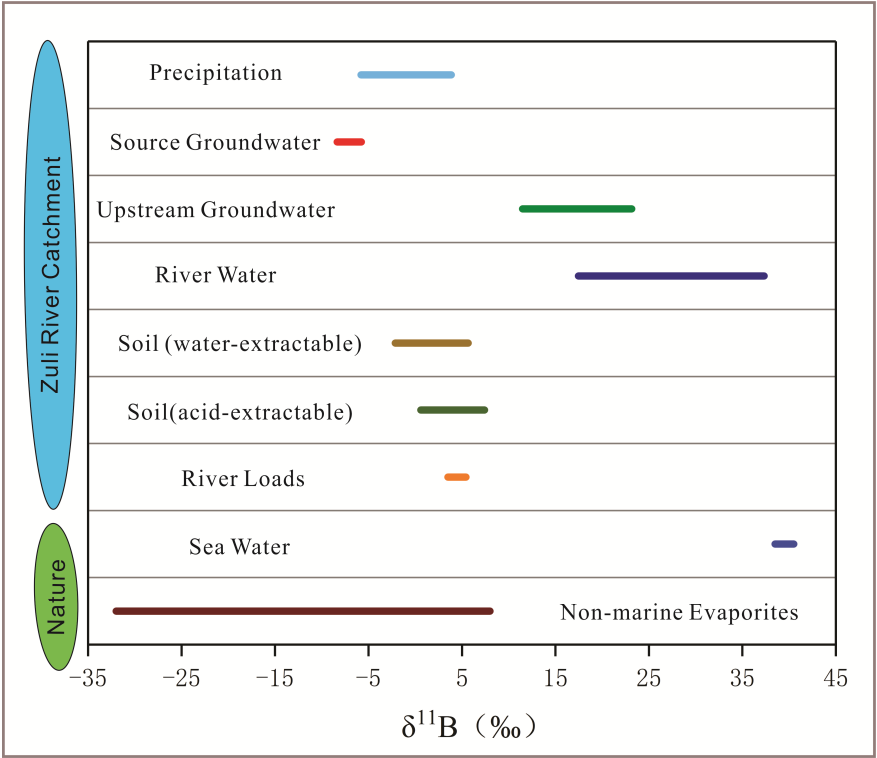 Zuli River Catchment
Precipitation
Source Groundwater
Upstream Groundwater
River Water
Soil (water-extractable)
Soil(acid-extractable)
River Loads
Nature
Sea Water
Non-marine Evaporites
−35 −25 −15 −5 5 15 25 35 45
δ¹¹B（‰）